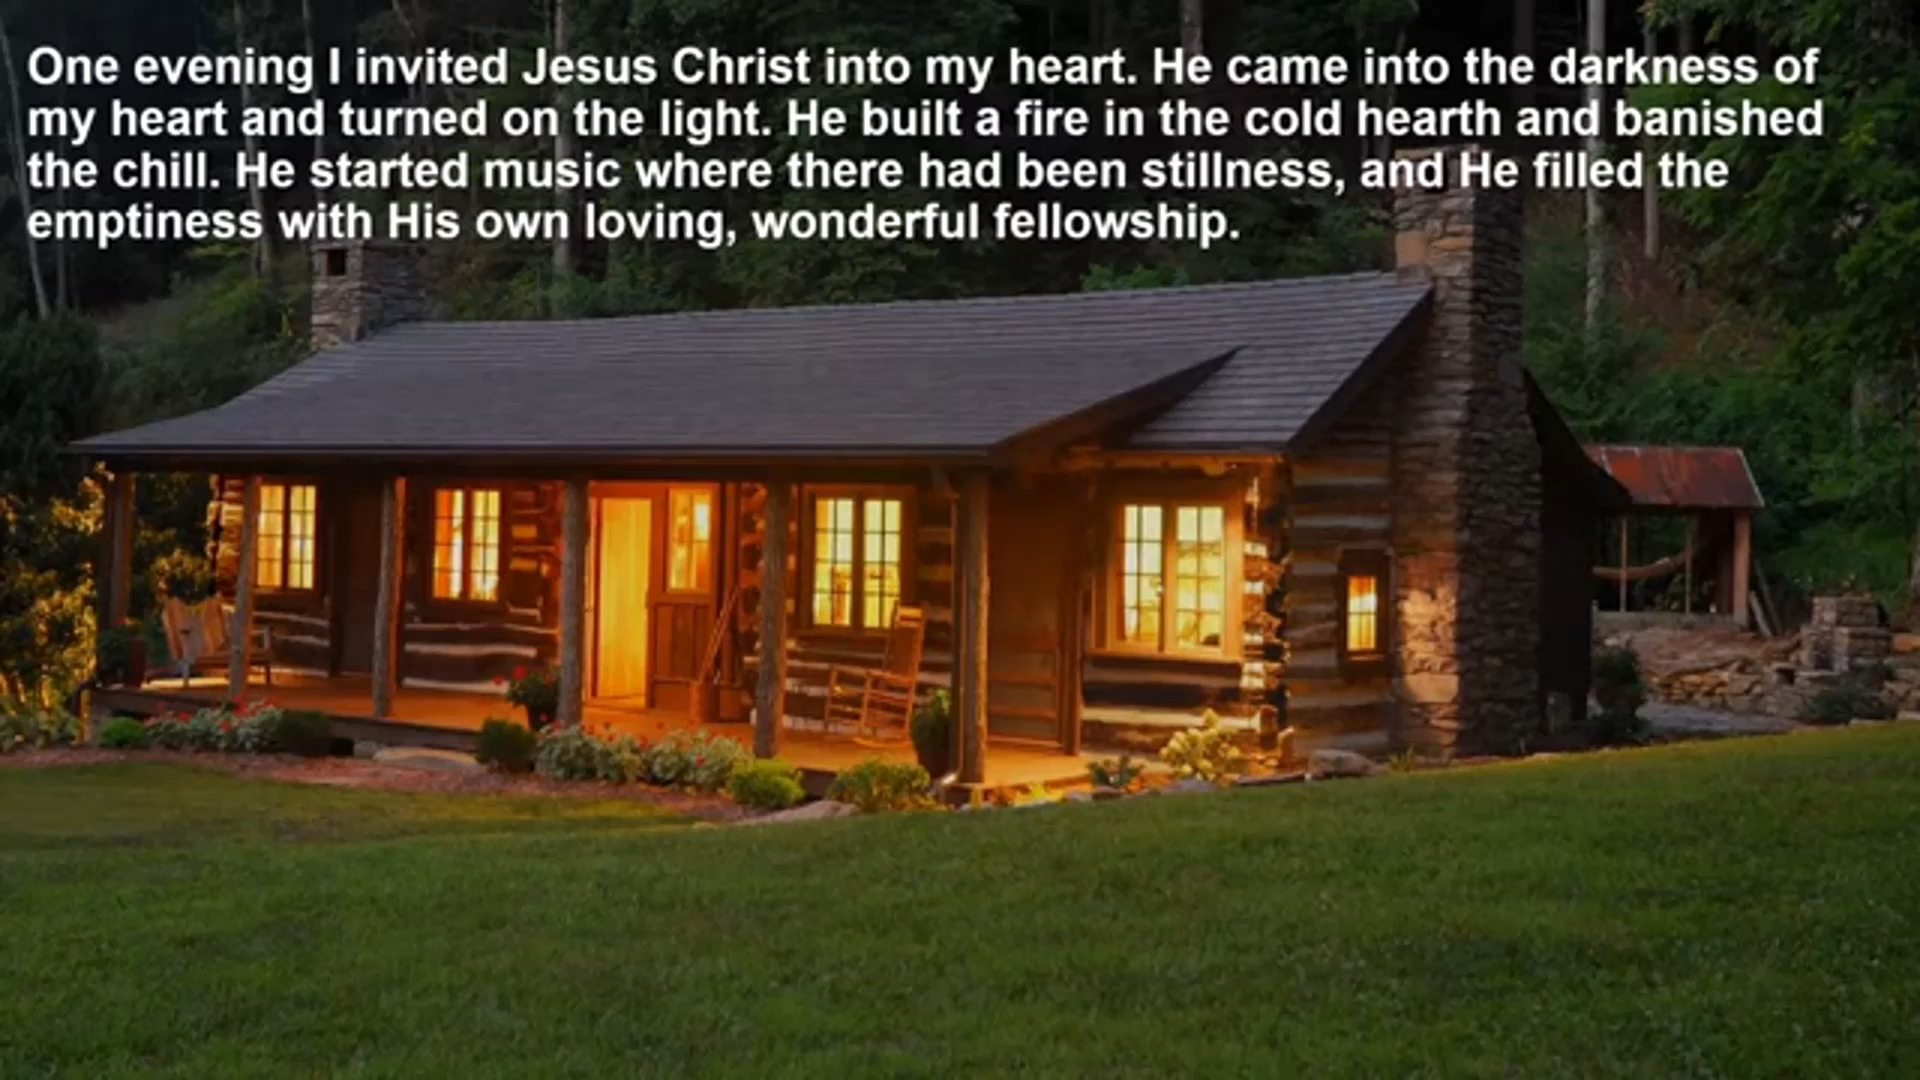 One evening I invited Jesus Christ into my heart. He came into the darkness of
my heart and turned on the light. He built a fire in the cold hearth and banished
the chill. He started music where there had been stillness, and He filled the
emptiness with His own loving, wonderful fellowship.